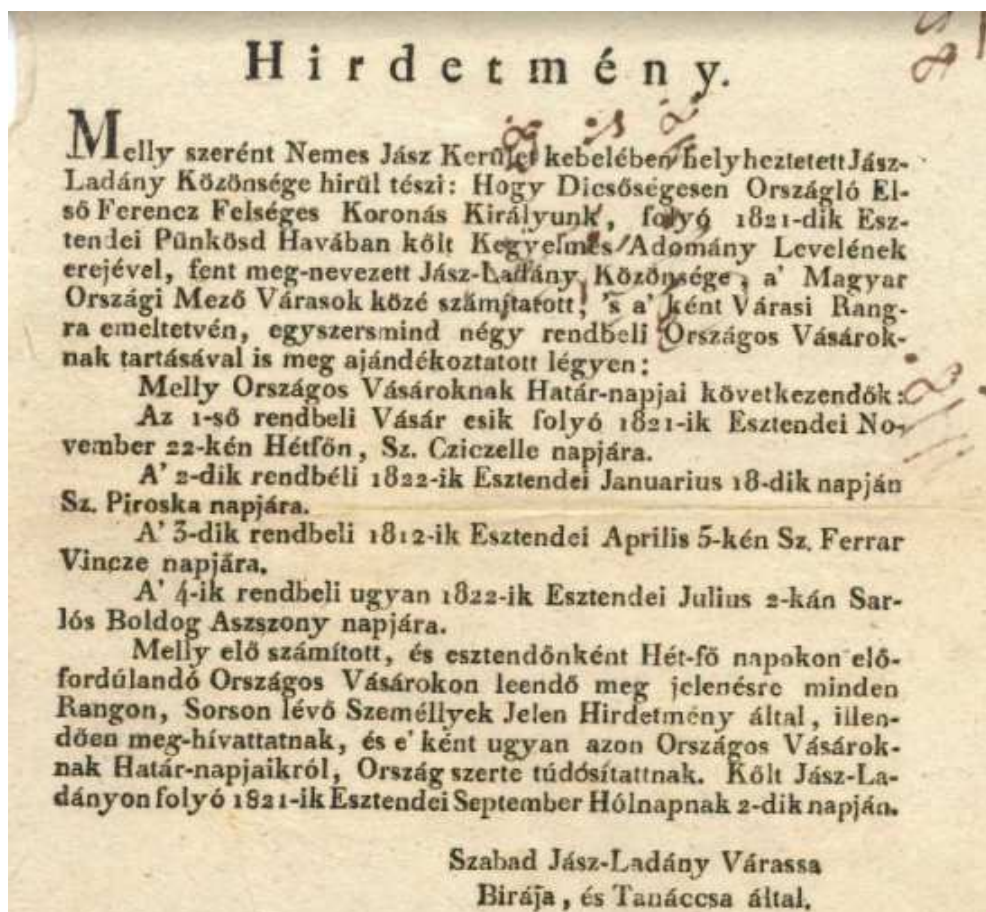 Hirdetmény.
Melly szerént Nemes Jász Kerület kebelében helyheztetett Jász-
Ladány Közönsége hirül tészi: Hogy Dicsőségesen Országló El-
ső Ferencz Felséges Koronás Királyunk, folyó 1821-dik Esz-
tendei Pünkösd Havában költ Kegyelmes Adomány Levelének
erejével, fent meg-nevezett Jász-Ladány Közönsége, a' Magyar
Országi Mező Várasok közé számítatott, 's a' ként Várasi Rang-
ra emeltetvén, egyszersmind négy rendbeli Országos Vásárok-
nak tartásával is meg ajándékoztatott légyen:
Melly Országos Vásároknak Határ-napjai következendők:
Az 1-ső rendbeli Vásár esik folyó 1821-ik Esztendei No-
vember 22-kén Hétfőn, Sz. Cziczelle napjára.
A' 2-dik rendbéli 1822-ik Esztendei Januarius 18-dik napján
Sz. Piroska napjára.
A' 3-dik rendbeli 1812-ik Esztendei Aprilis 5-kén Sz. Ferrar
Vincze napjára.
A' 4-ik rendbeli ugyan 1822-ik Esztendei Julius 2-kán Sar-
lós Boldog Aszszony napjára.
Melly elő számított, és esztendőnként Hét-fő napokon elő-
fordúlandó Országos Vásárokon leendő meg jelenésre minden
Rangon, Sorson lévő Eméllyek Jelen Hirdetmény által, illen-
dően meg-hívattatnak, és e' ként ugyan azon Országos Vásárok-
nak Határ-napjaikról, Ország szerte túdósítattnak. Költ Jász-La-
dányon folyó 1821-ik Esztendei September Hólnapnak 2-dik napján.
Szabad Jász-Ladány Várassa
Birája, és Tanáccsa által.